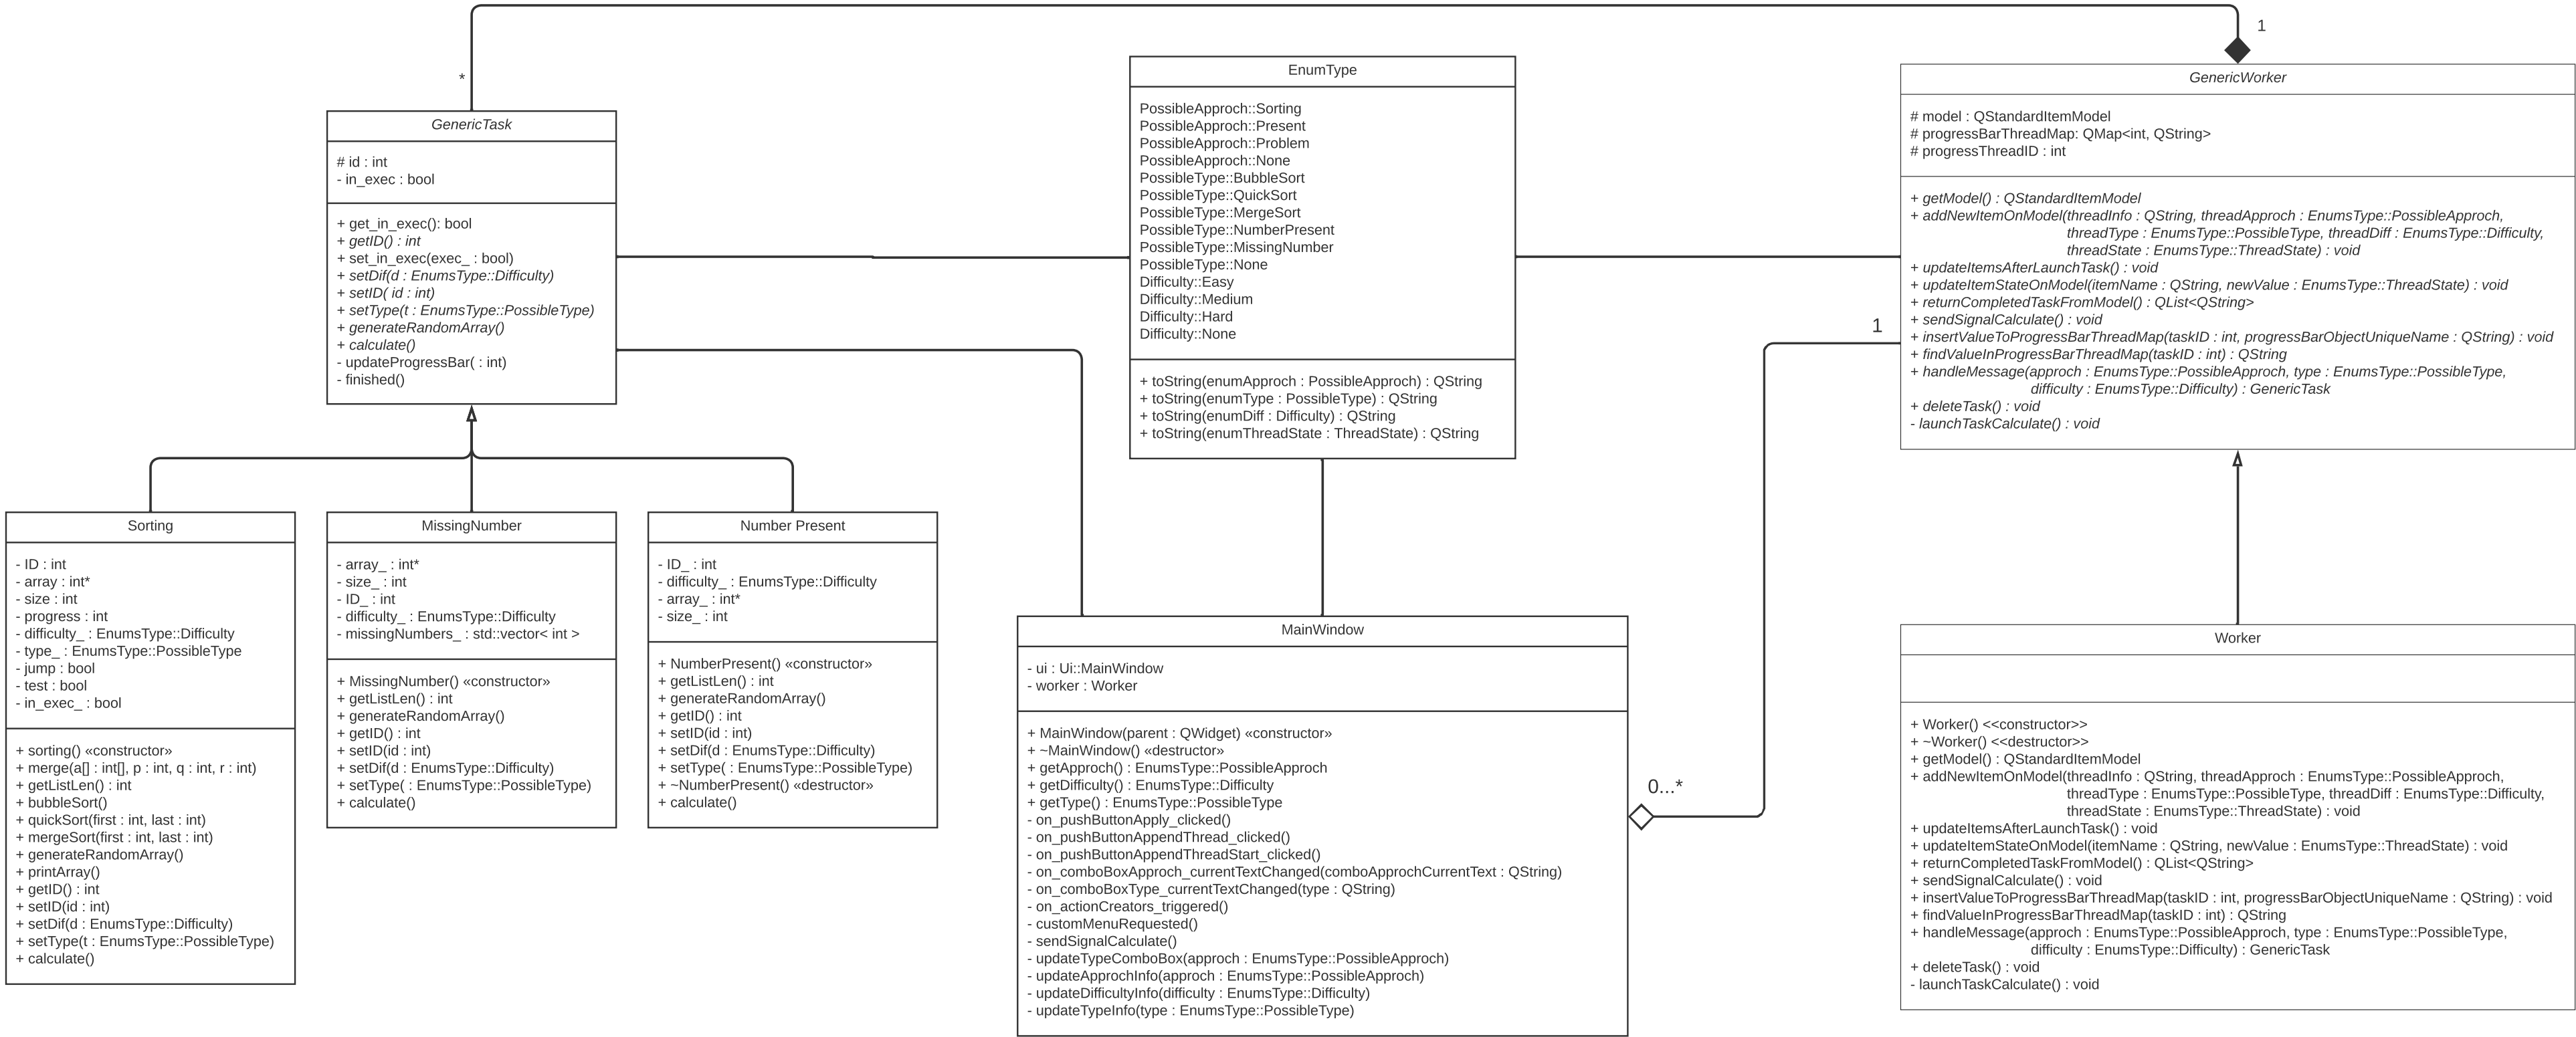 1
*
GenericTask
# id : int
- in_exec : bool
+ get_in_exec(): bool
+ getID() : int
+ set_in_exec(exec_ : bool)
+ setDif(d : EnumsType::Difficulty)
+ setID( id : int)
+ setType(t : EnumsType::PossibleType)
+ generateRandomArray()
+ calculate()
- updateProgressBar( : int)
- finished()
EnumType
PossibleApproch::Sorting
PossibleApproch::Present
PossibleApproch::Problem
PossibleApproch::None
PossibleType::BubbleSort
PossibleType::QuickSort
PossibleType::MergeSort
PossibleType::NumberPresent
PossibleType::MissingNumber
PossibleType::None
Difficulty::Easy
Difficulty::Medium
Difficulty::Hard
Difficulty::None
+ toString(enumApproch : PossibleApproch) : QString
+ toString(enumType : PossibleType) : QString
+ toString(enumDiff : Difficulty) : QString
+ toString(enumThreadState : ThreadState) : QString
GenericWorker
# model : QStandardItemModel
# progressBarThreadMap: QMap<int, QString>
# progressThreadID : int
+ getModel() : QStandardItemModel
+ addNewItemOnModel(threadInfo : QString, threadApproch : EnumsType::PossibleApproch,
threadType : EnumsType::PossibleType, threadDiff : EnumsType::Difficulty,
threadState : EnumsType::ThreadState) : void
+ updateItemsAfterLaunchTask() : void
+ updateItemStateOnModel(itemName : QString, newValue : EnumsType::ThreadState) : void
+ returnCompletedTaskFromModel() : QList<QString>
+ sendSignalCalculate() : void
+ insertValueToProgressBarThreadMap(taskID : int, progressBarObjectUniqueName : QString) : void
+ findValueInProgressBarThreadMap(taskID : int) : QString
+ handleMessage(approch : EnumsType::PossibleApproch, type : EnumsType::PossibleType,
difficulty : EnumsType::Difficulty) : GenericTask
+ deleteTask() : void
- launchTaskCalculate() : void
1
Sorting
- ID : int
- array : int*
- size : int
- progress : int
- difficulty_ : EnumsType::Difficulty
- type_ : EnumsType::PossibleType
- jump : bool
- test : bool
- in_exec_ : bool
+ sorting() «constructor»
+ merge(a[] : int[], p : int, q : int, r : int)
+ getListLen() : int
+ bubbleSort()
+ quickSort(first : int, last : int)
+ mergeSort(first : int, last : int)
+ generateRandomArray()
+ printArray()
+ getID() : int
+ setID(id : int)
+ setDif(d : EnumsType::Difficulty)
+ setType(t : EnumsType::PossibleType)
+ calculate()
MissingNumber
- array_ : int*
- size_ : int
- ID_ : int
- difficulty_ : EnumsType::Difficulty
- missingNumbers_ : std::vector< int >
+ MissingNumber() «constructor»
+ getListLen() : int
+ generateRandomArray()
+ getID() : int
+ setID(id : int)
+ setDif(d : EnumsType::Difficulty)
+ setType( : EnumsType::PossibleType)
+ calculate()
Number Present
- ID_ : int
- difficulty_ : EnumsType::Difficulty
- array_ : int*
- size_ : int
+ NumberPresent() «constructor»
+ getListLen() : int
+ generateRandomArray()
+ getID() : int
+ setID(id : int)
+ setDif(d : EnumsType::Difficulty)
+ setType( : EnumsType::PossibleType)
+ ~NumberPresent() «destructor»
+ calculate()
MainWindow
- ui : Ui::MainWindow
- worker : Worker
+ MainWindow(parent : QWidget) «constructor»
+ ~MainWindow() «destructor»
+ getApproch() : EnumsType::PossibleApproch
+ getDifficulty() : EnumsType::Difficulty
+ getType() : EnumsType::PossibleType
- on_pushButtonApply_clicked()
- on_pushButtonAppendThread_clicked()
- on_pushButtonAppendThreadStart_clicked()
- on_comboBoxApproch_currentTextChanged(comboApprochCurrentText : QString)
- on_comboBoxType_currentTextChanged(type : QString)
- on_actionCreators_triggered()
- customMenuRequested()
- sendSignalCalculate()
- updateTypeComboBox(approch : EnumsType::PossibleApproch)
- updateApprochInfo(approch : EnumsType::PossibleApproch)
- updateDifficultyInfo(difficulty : EnumsType::Difficulty)
- updateTypeInfo(type : EnumsType::PossibleType)
0...*
Worker
+ Worker() <<constructor>>
+ ~Worker() <<destructor>>
+ getModel() : QStandardItemModel
+ addNewItemOnModel(threadInfo : QString, threadApproch : EnumsType::PossibleApproch,
threadType : EnumsType::PossibleType, threadDiff : EnumsType::Difficulty,
threadState : EnumsType::ThreadState) : void
+ updateItemsAfterLaunchTask() : void
+ updateItemStateOnModel(itemName : QString, newValue : EnumsType::ThreadState) : void
+ returnCompletedTaskFromModel() : QList<QString>
+ sendSignalCalculate() : void
+ insertValueToProgressBarThreadMap(taskID : int, progressBarObjectUniqueName : QString) : void
+ findValueInProgressBarThreadMap(taskID : int) : QString
+ handleMessage(approch : EnumsType::PossibleApproch, type : EnumsType::PossibleType,
difficulty : EnumsType::Difficulty) : GenericTask
+ deleteTask() : void
- launchTaskCalculate() : void